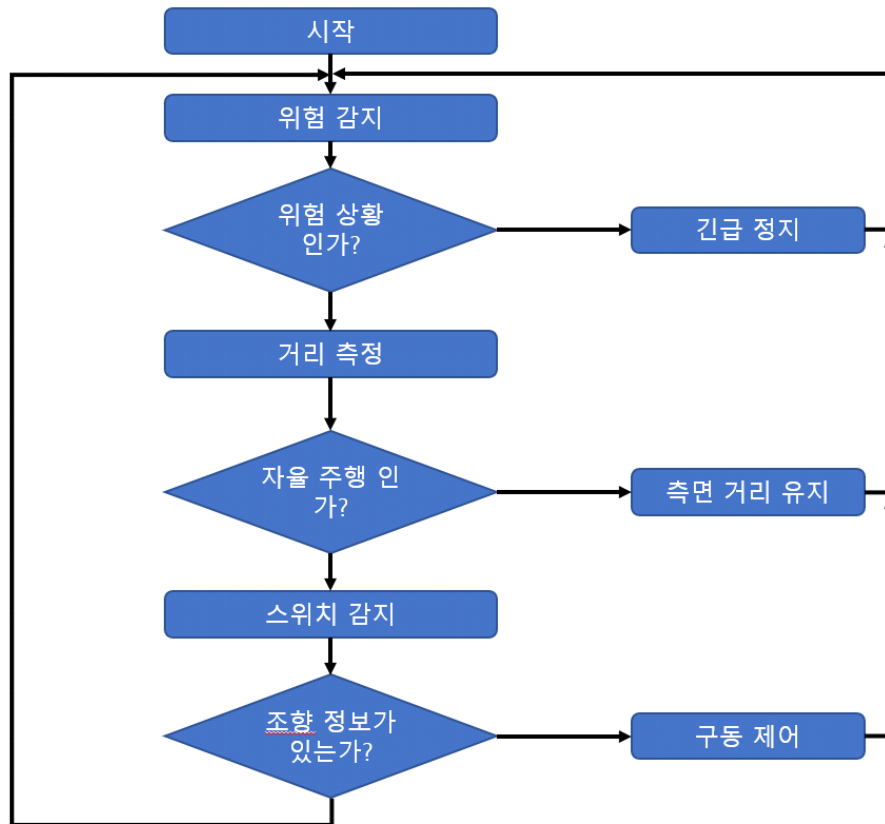 시작
위험 감지
위험 상황
인가?
긴급 정지
거리 측정
자율 주행 인
가?
측면 거리 유지
스위치 감지
조향 정보가
있는가?
구동 제어